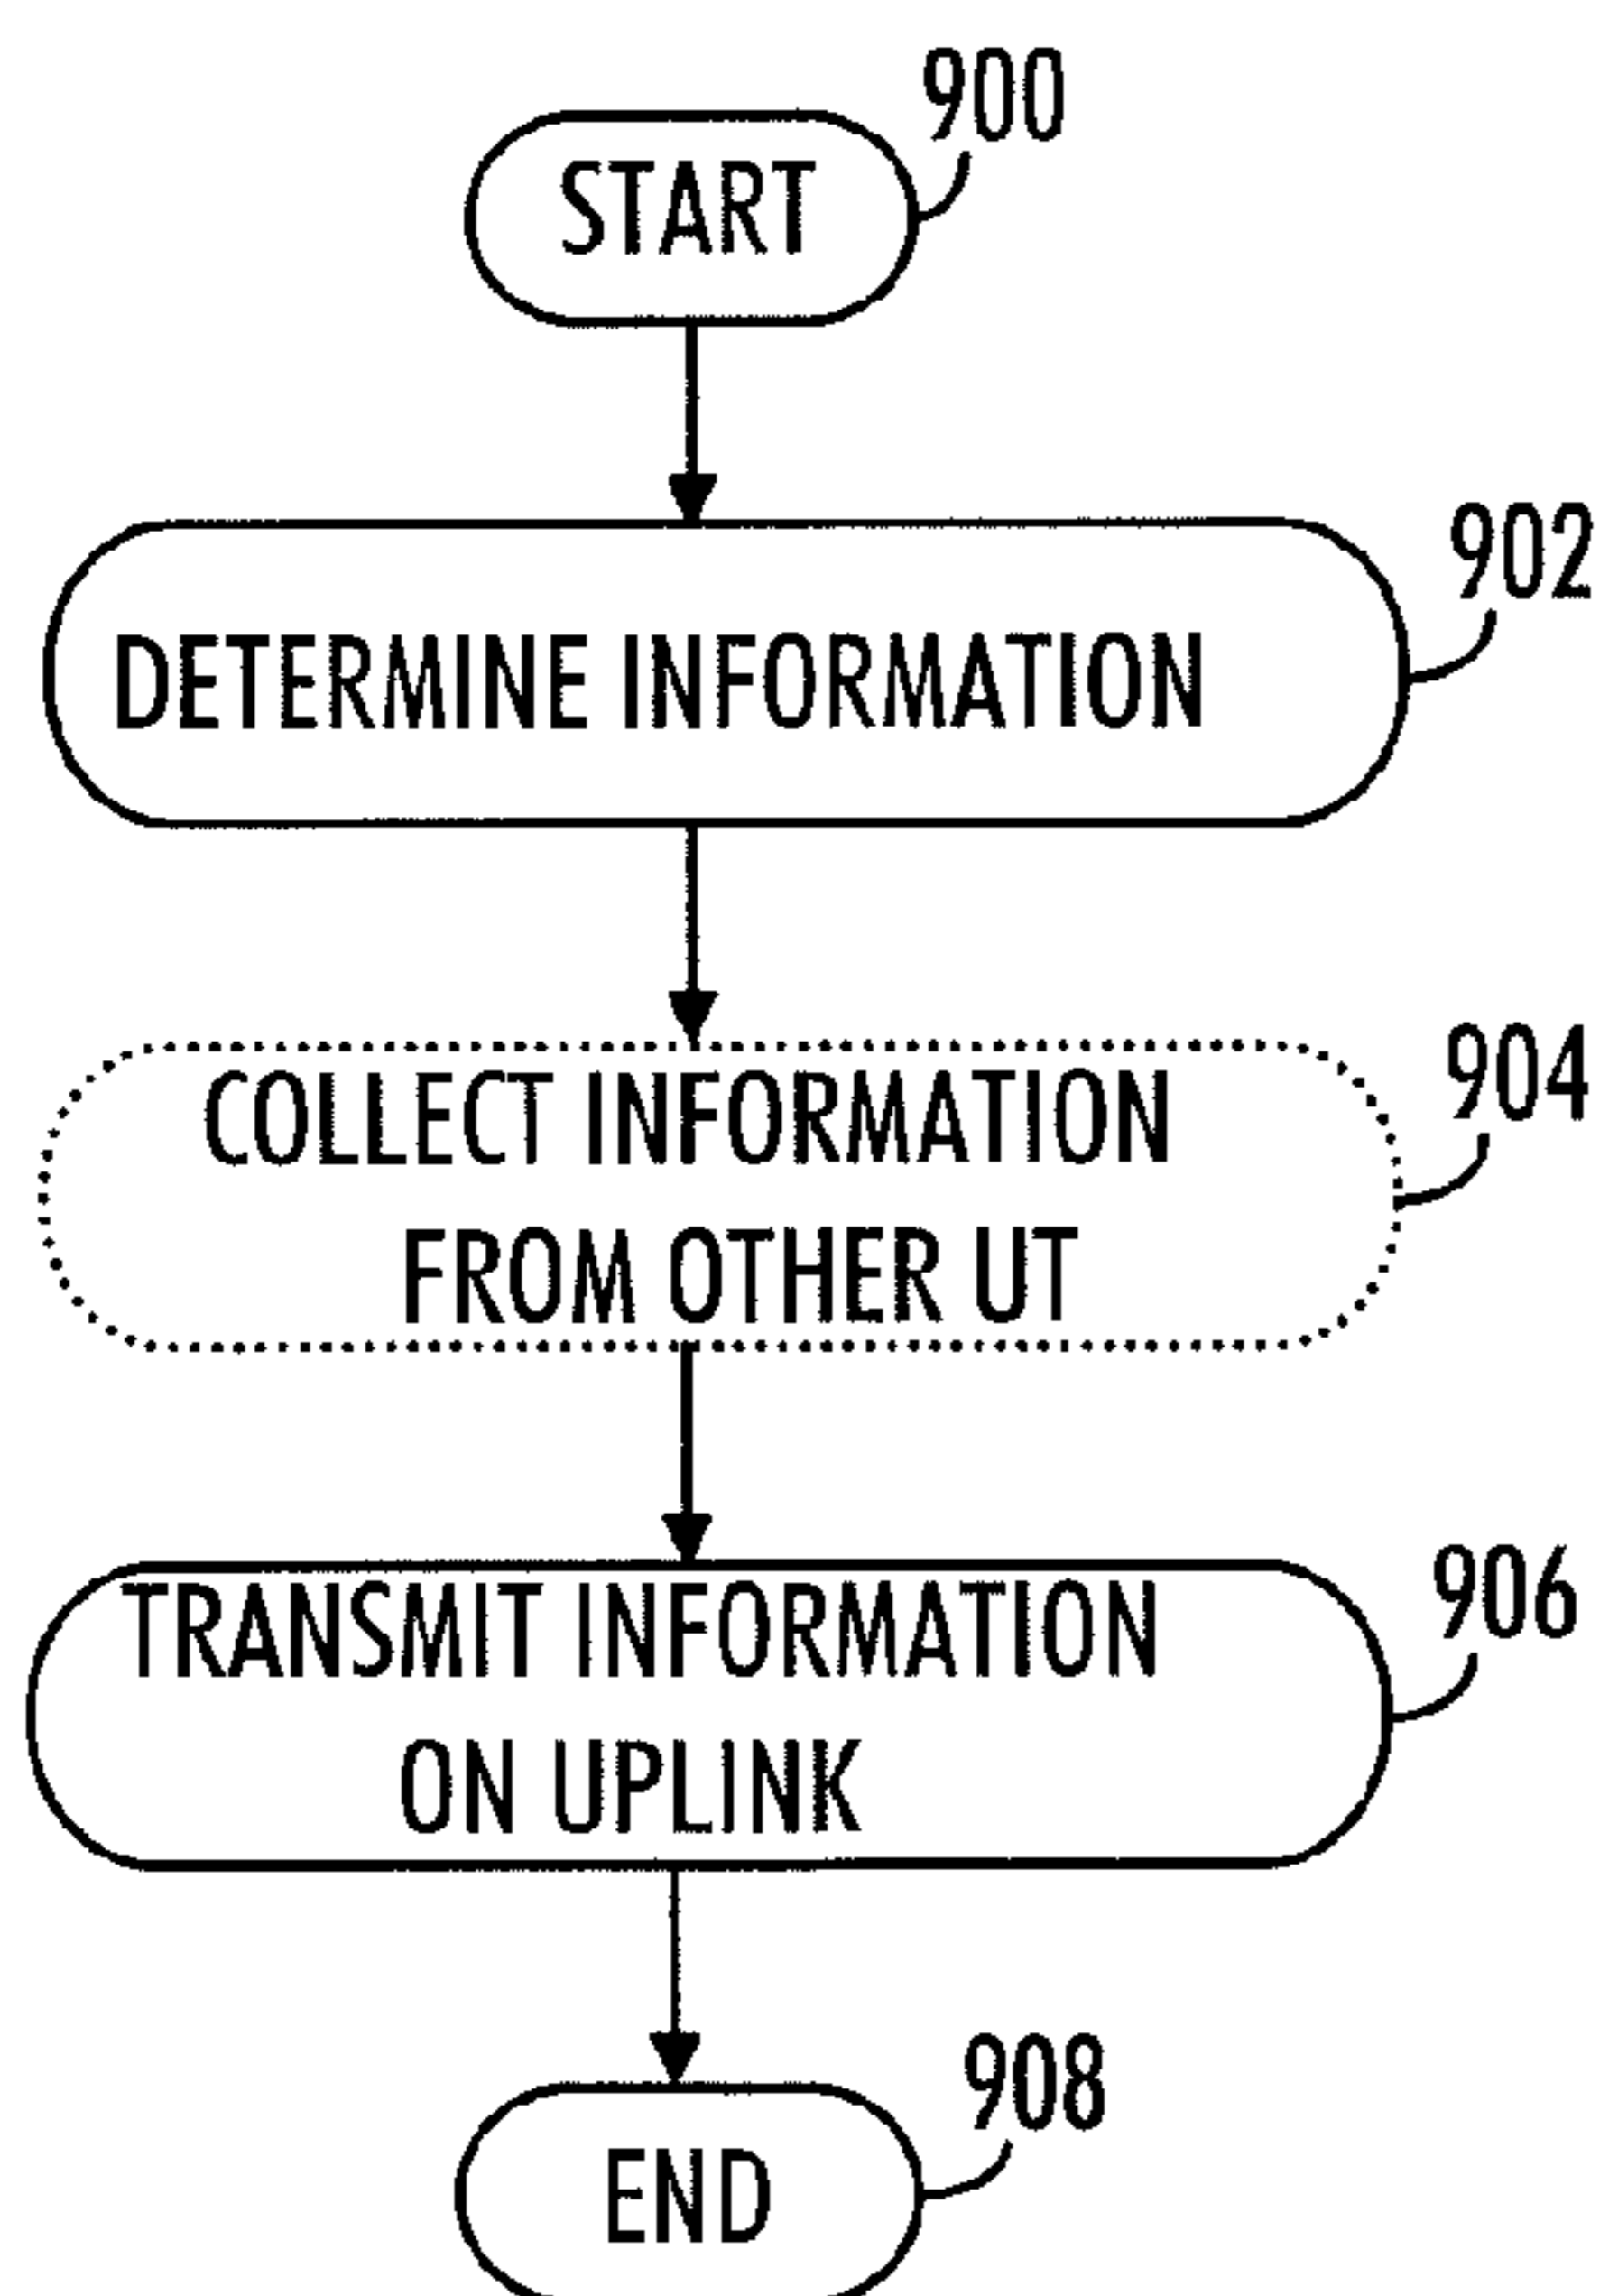 900
START
902
DETERMINE INFORMATION
904
COLLECT INFORMATION
FROM OTHER UT
906
TRANSMIT INFORMATION
ON UPLINK
908
END